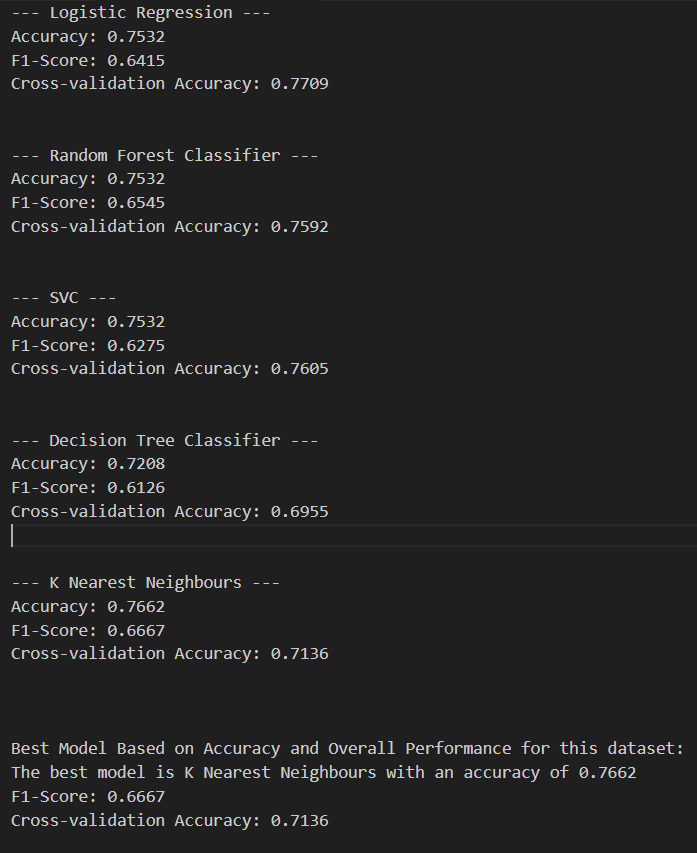 --- Logistic Regression ---
Accuracy: 0.7532
F1-Score: 0.6415
Cross-validation Accuracy: 0.7709
--- Random Forest Classifier ---
Accuracy: 0.7532
F1-Score: 0.6545
Cross-validation Accuracy: 0.7592
--- SVC ---
Accuracy: 0.7532
F1-Score: 0.6275
Cross-validation Accuracy: 0.7605
--- Decision Tree Classifier ---
Accuracy: 0.7208
F1-Score: 0.6126
Cross-validation Accuracy: 0.6955
--- K Nearest Neighbours ---
Accuracy: 0.7662
F1-Score: 0.6667
Cross-validation Accuracy: 0.7136
Best Model Based on Accuracy and Overall Performance for this dataset:
The best model is K Nearest Neighbours with an accuracy of 0.7662
F1-Score: 0.6667
Cross-validation Accuracy: 0.7136